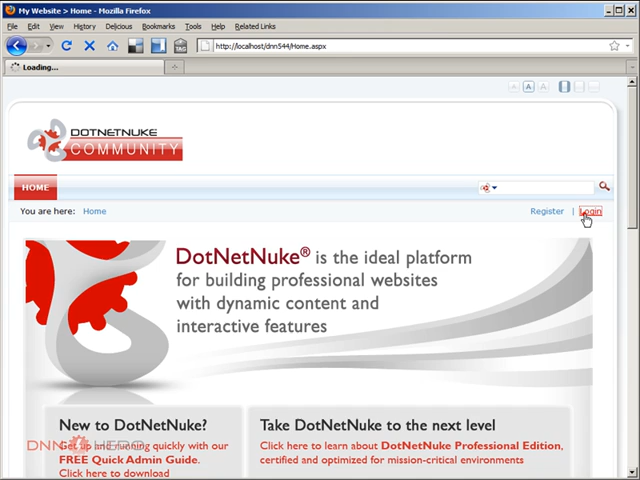 My Website > Home - Mozilla Firefox
File Edit View History Delicious Bookmarks Tools Help Related Links
TAG
http://localhost/dnn544/Home.aspx
Loading...
A A A
DOTNETNUKE
COMMUNITY
HOME
You are here: Home Register | Login
DotNetNuke® is the ideal platform
for building professional websites
with dynamic content and
interactive features
New to DotNetNuke?
Get up and running quickly with our
FREE Quick Admin Guide.
Click here to download
Take DotNetNuke to the next level
Click here to learn about DotNetNuke Professional Edition,
certified and optimized for mission-critical environments
DNN HERO